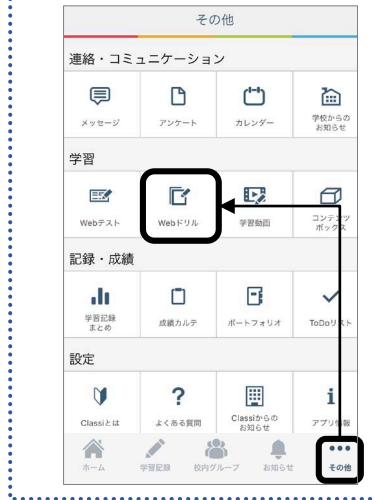 その他
連絡・コミュニケーション
メッセージ
アンケート
カレンダー
学校からの
お知らせ
学習
Webテスト
Webドリル
学習動画
コンテンツ
ボックス
記録・成績
学習記録
まとめ
成績カルテ
ポートフォリオ
ToDoリスト
設定
Classiとは
よくある質問
Classiからの
お知らせ
アプリ情報
ホーム
学習記録
校内グループ
お知らせ
その他